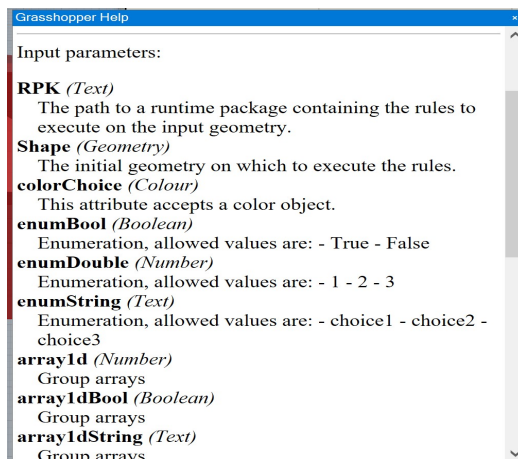 Grasshopper Help
Input parameters:
RPK (Text)
The path to a runtime package containing the rules to
execute on the input geometry.
Shape (Geometry)
The initial geometry on which to execute the rules.
colorChoice (Colour)
This attribute accepts a color object.
enumBool (Boolean)
Enumeration, allowed values are: - True - False
enumDouble (Number)
Enumeration, allowed values are: - 1 - 2 - 3
enumString (Text)
Enumeration, allowed values are: - choice1 - choice2 -
choice3
array1d (Number)
Group arrays
array1dBool (Boolean)
Group arrays
array1dString (Text)
Group arrays